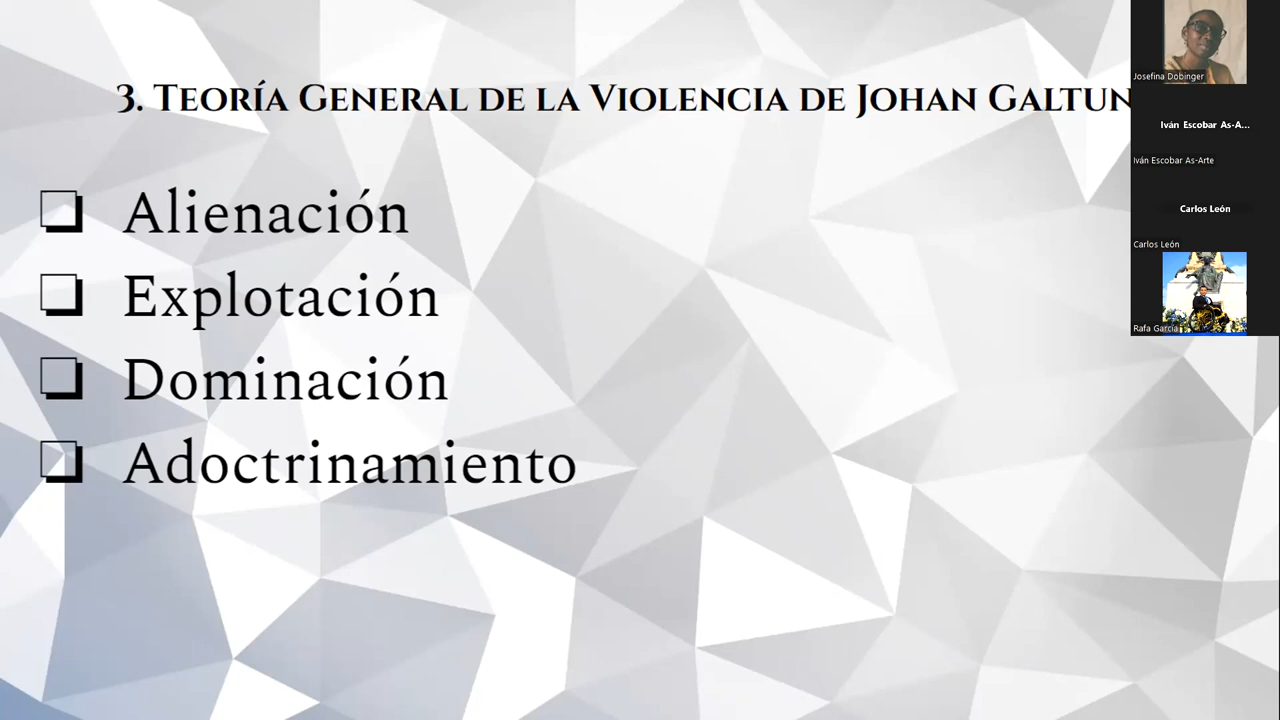 3. Teoría General de la Violencia de Johan Galtun
Alienación
Explotación
Dominación
Adoctrinamiento
Josefina Dobinger
Iván Escobar As-A...
Iván Escobar As-Arte
Carlos León
Carlos León
Rafa García